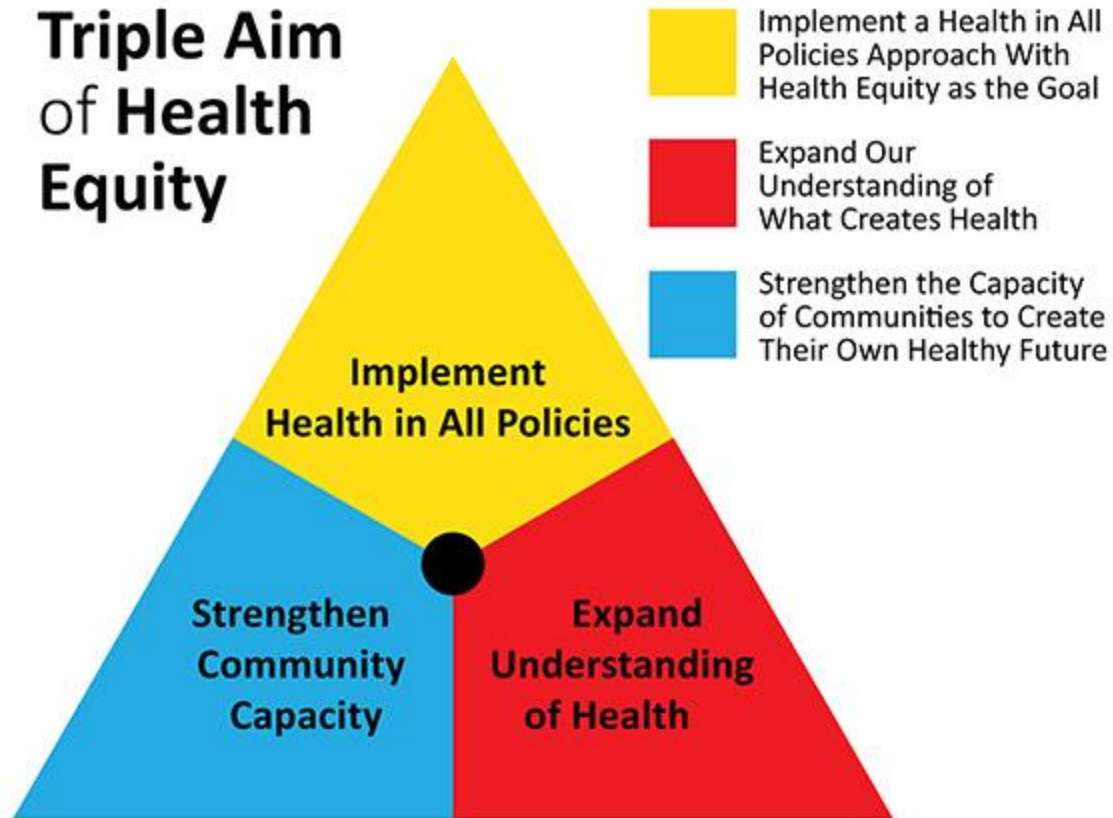 Triple Aim
of Health
Equity
Implement a Health in All
Policies Approach With
Health Equity as the Goal
Expand Our
Understanding of
What Creates Health
Strengthen the Capacity
of Communities to Create
Their Own Healthy Future
Implement
Health in All Policies
Strengthen
Community
Capacity
Expand
Understanding
of Health